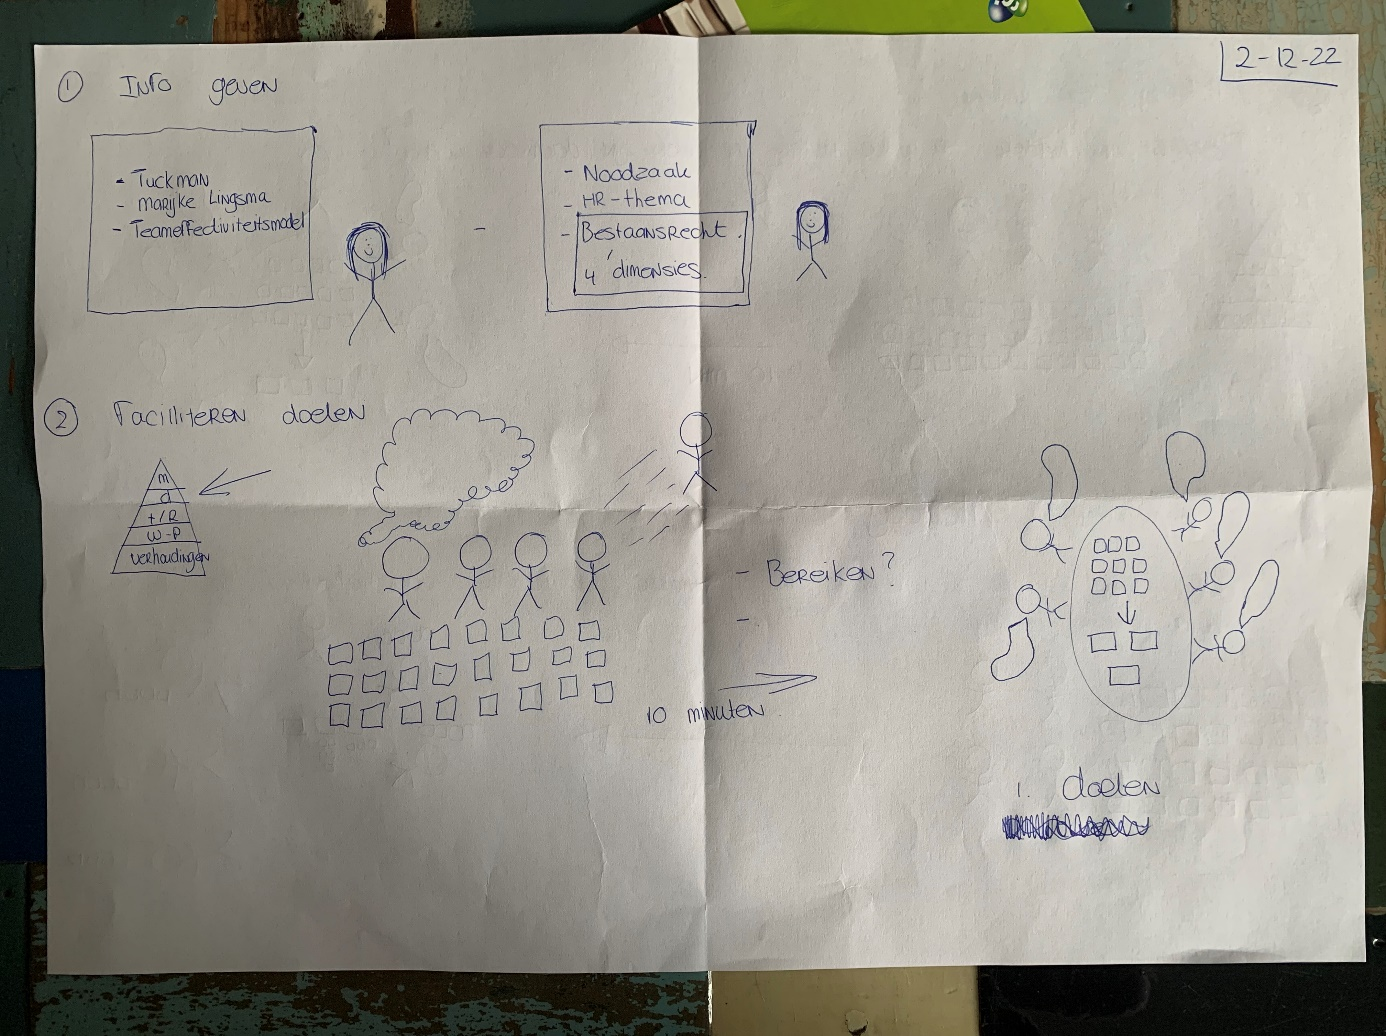 2-12-22
① Info geven
- Tuckman
- Marijke Lingsma
- Teameffectiviteitsmodel
-
- Noodzaak
- HR-thema
- Bestaansrecht.
4 dimensies.
② Faciliteren doelen
m
d
t/R
W-P
Verhoudingen
- Bereiken?
-
10 minuten.
1. doelen